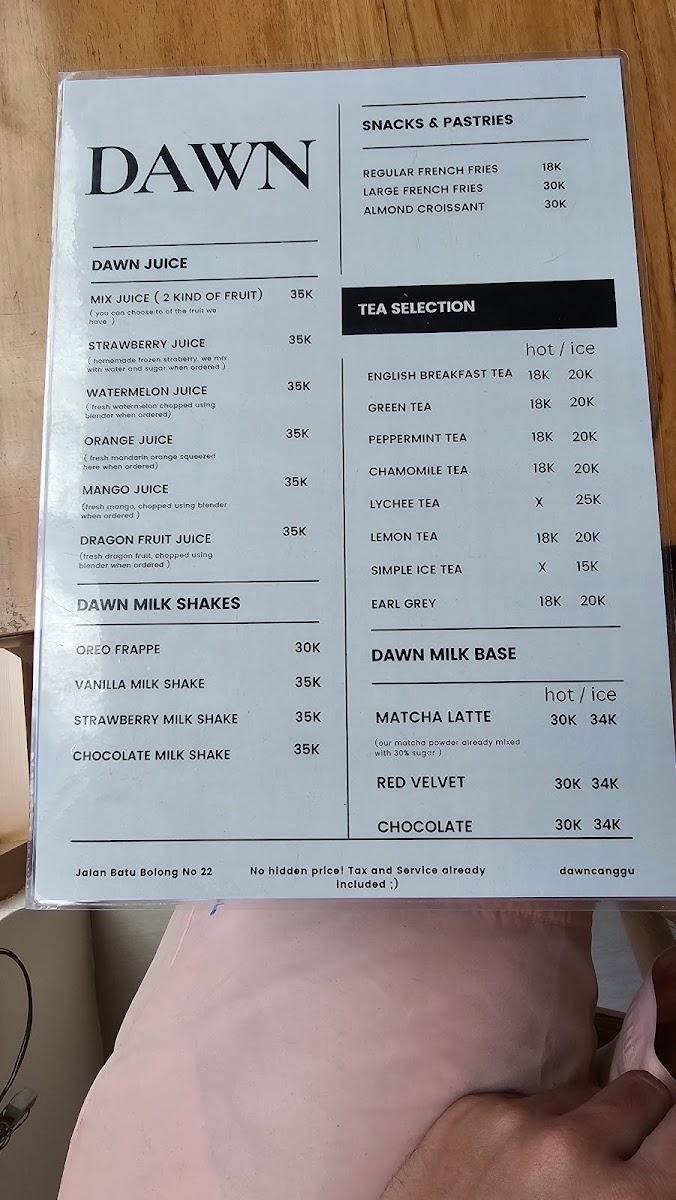 DAWN
DAWN JUICE
MIX JUICE ( 2 KIND OF FRUIT) 35K
( you can choose to of the fruit we
have )
STRAWBERRY JUICE 35K
( homemade frozen straberry, we mix
with water and sugar when ordered )
WATERMELON JUICE 35K
( fresh watermelon chopped using
blender when ordered)
ORANGE JUICE 35K
( fresh mandarin orange squeezed
here when ordered)
MANGO JUICE 35K
(fresh mango, chopped using blender
when ordered )
DRAGON FRUIT JUICE 35K
(fresh dragon fruit, chopped using
blender when ordered )
DAWN MILK SHAKES
OREO FRAPPE 30K
VANILLA MILK SHAKE 35K
STRAWBERRY MILK SHAKE 35K
CHOCOLATE MILK SHAKE 35K
SNACKS & PASTRIES
REGULAR FRENCH FRIES 18K
LARGE FRENCH FRIES 30K
ALMOND CROISSANT 30K
TEA SELECTION
hot / ice
ENGLISH BREAKFAST TEA 18K 20K
GREEN TEA 18K 20K
PEPPERMINT TEA 18K 20K
CHAMOMILE TEA 18K 20K
LYCHEE TEA X 25K
LEMON TEA 18K 20K
SIMPLE ICE TEA X 15K
EARL GREY 18K 20K
DAWN MILK BASE
hot / ice
MATCHA LATTE 30K 34K
(our matcha powder already mixed
with 30% sugar )
RED VELVET 30K 34K
CHOCOLATE 30K 34K
Jalan Batu Bolong No 22
No hidden price! Tax and Service already
included ;)
dawncanggu